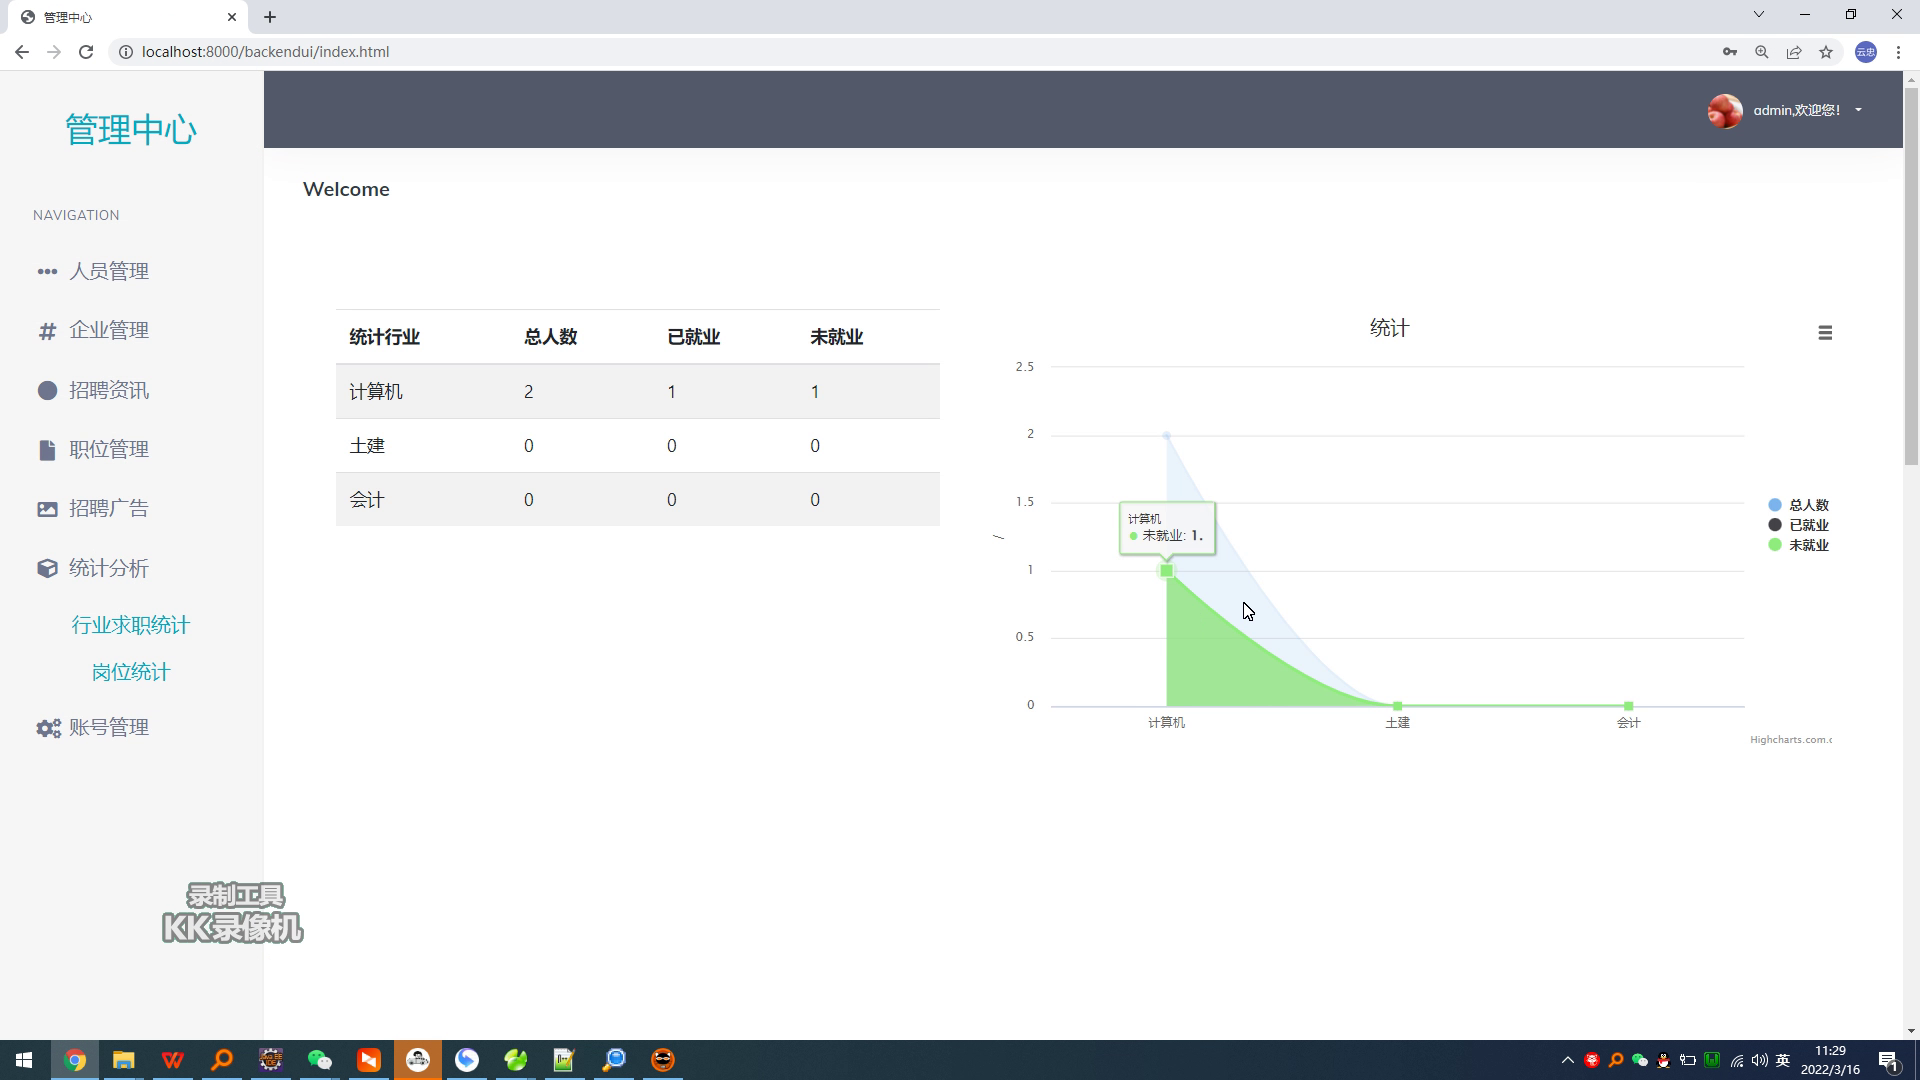 管理中心
localhost:8000/backendui/index.html
云忠
管理中心
admin,欢迎您!
Welcome
NAVIGATION
人员管理
企业管理
招聘资讯
职位管理
招聘广告
统计分析
行业求职统计
岗位统计
账号管理
统计行业 总人数 已就业 未就业
计算机 2 1 1
土建 0 0 0
会计 0 0 0
统计
2.5
2
1.5
1
0.5
0
/
计算机
未就业: 1.
计算机 土建 会计
总人数
已就业
未就业
Highcharts.com.c
录制工具
KK录像机
英
11:29
2022/3/16
1